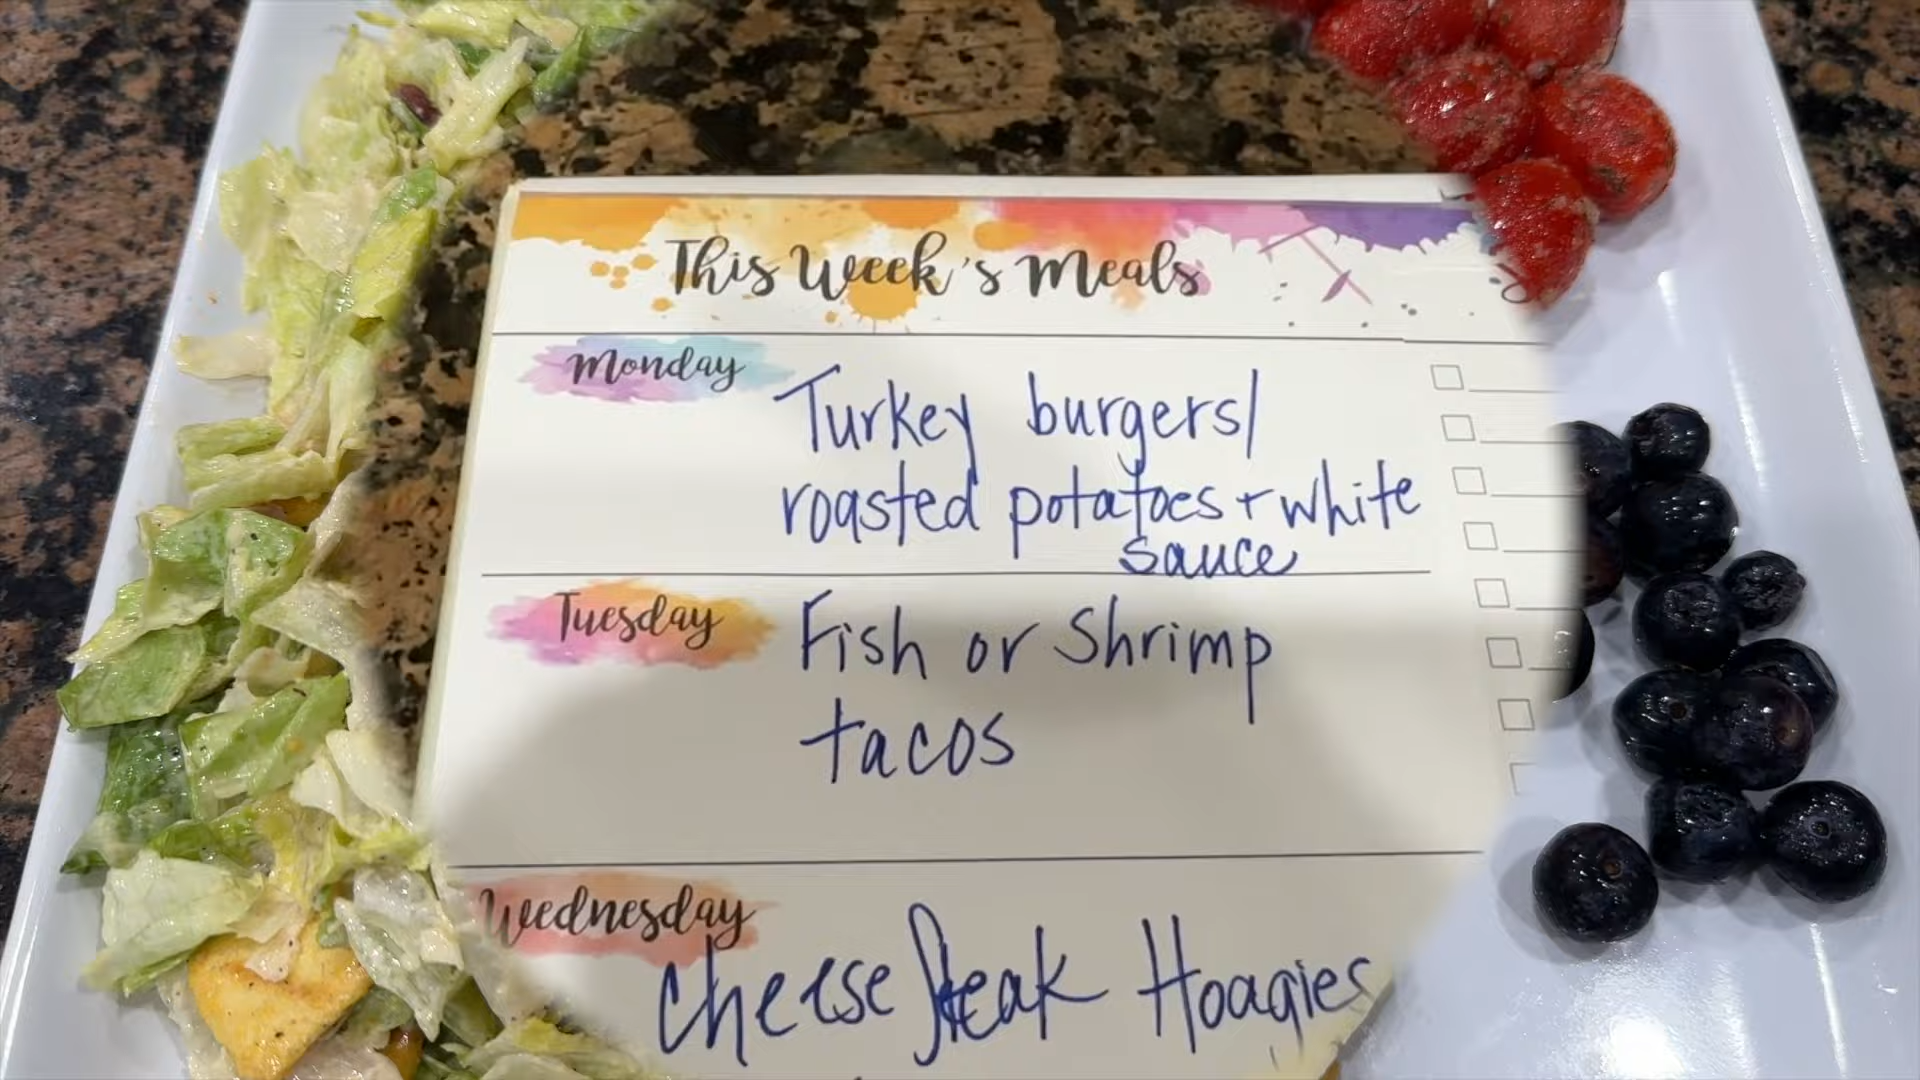 This Week's Meals
Monday
Turkey burgers/
roasted potatoes + white
sauce
Tuesday
Fish or Shrimp
tacos
Wednesday
Cheese Steak Hoagies